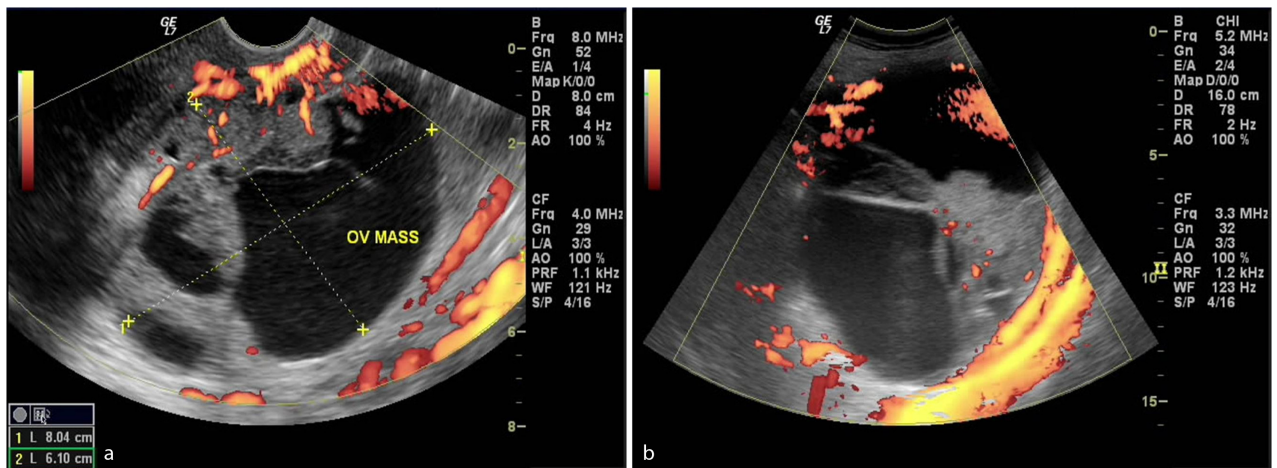 GE
L7
B
Frq 8.0 MHz
Gn 52
E/A 1/4
Map K/0/0
D 8.0 cm
DR 84
FR 4 Hz
AO 100 %
CF
Frq 4.0 MHz
Gn 29
L/A 3/3
AO 100 %
PRF 1.1 kHz
WF 121 Hz
S/P 4/16
0
2
6
8
2
1
OV MASS
1 L 8.04 cm
2 L 6.10 cm
a
GE
L7
B CHI
Frq 5.2 MHz
Gn 34
E/A 2/4
Map D/0/0
D 16.0 cm
DR 78
FR 2 Hz
AO 100 %
CF
Frq 3.3 MHz
Gn 32
L/A 3/3
AO 100 %
PRF 1.2 kHz
WF 123 Hz
S/P 4/16
0
5
10
15
b